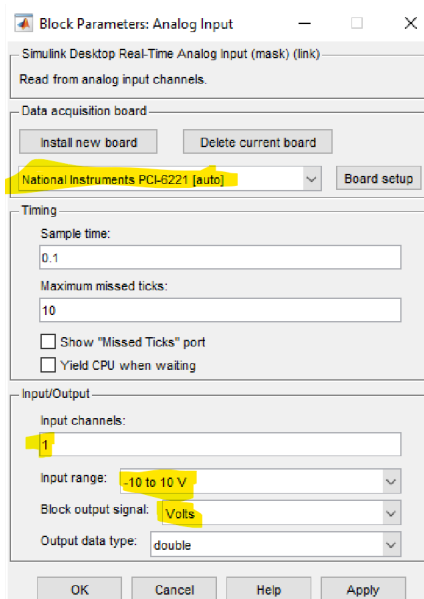 Block Parameters: Analog Input
Simulink Desktop Real-Time Analog Input (mask) (link)
Read from analog input channels.
Data acquisition board
Install new board Delete current board
National Instruments PCI-6221 [auto] Board setup
Timing
Sample time:
0.1
Maximum missed ticks:
10
Show "Missed Ticks" port
Yield CPU when waiting
Input/Output
Input channels:
1
Input range: -10 to 10 V
Block output signal: Volts
Output data type: double
OK Cancel Help Apply